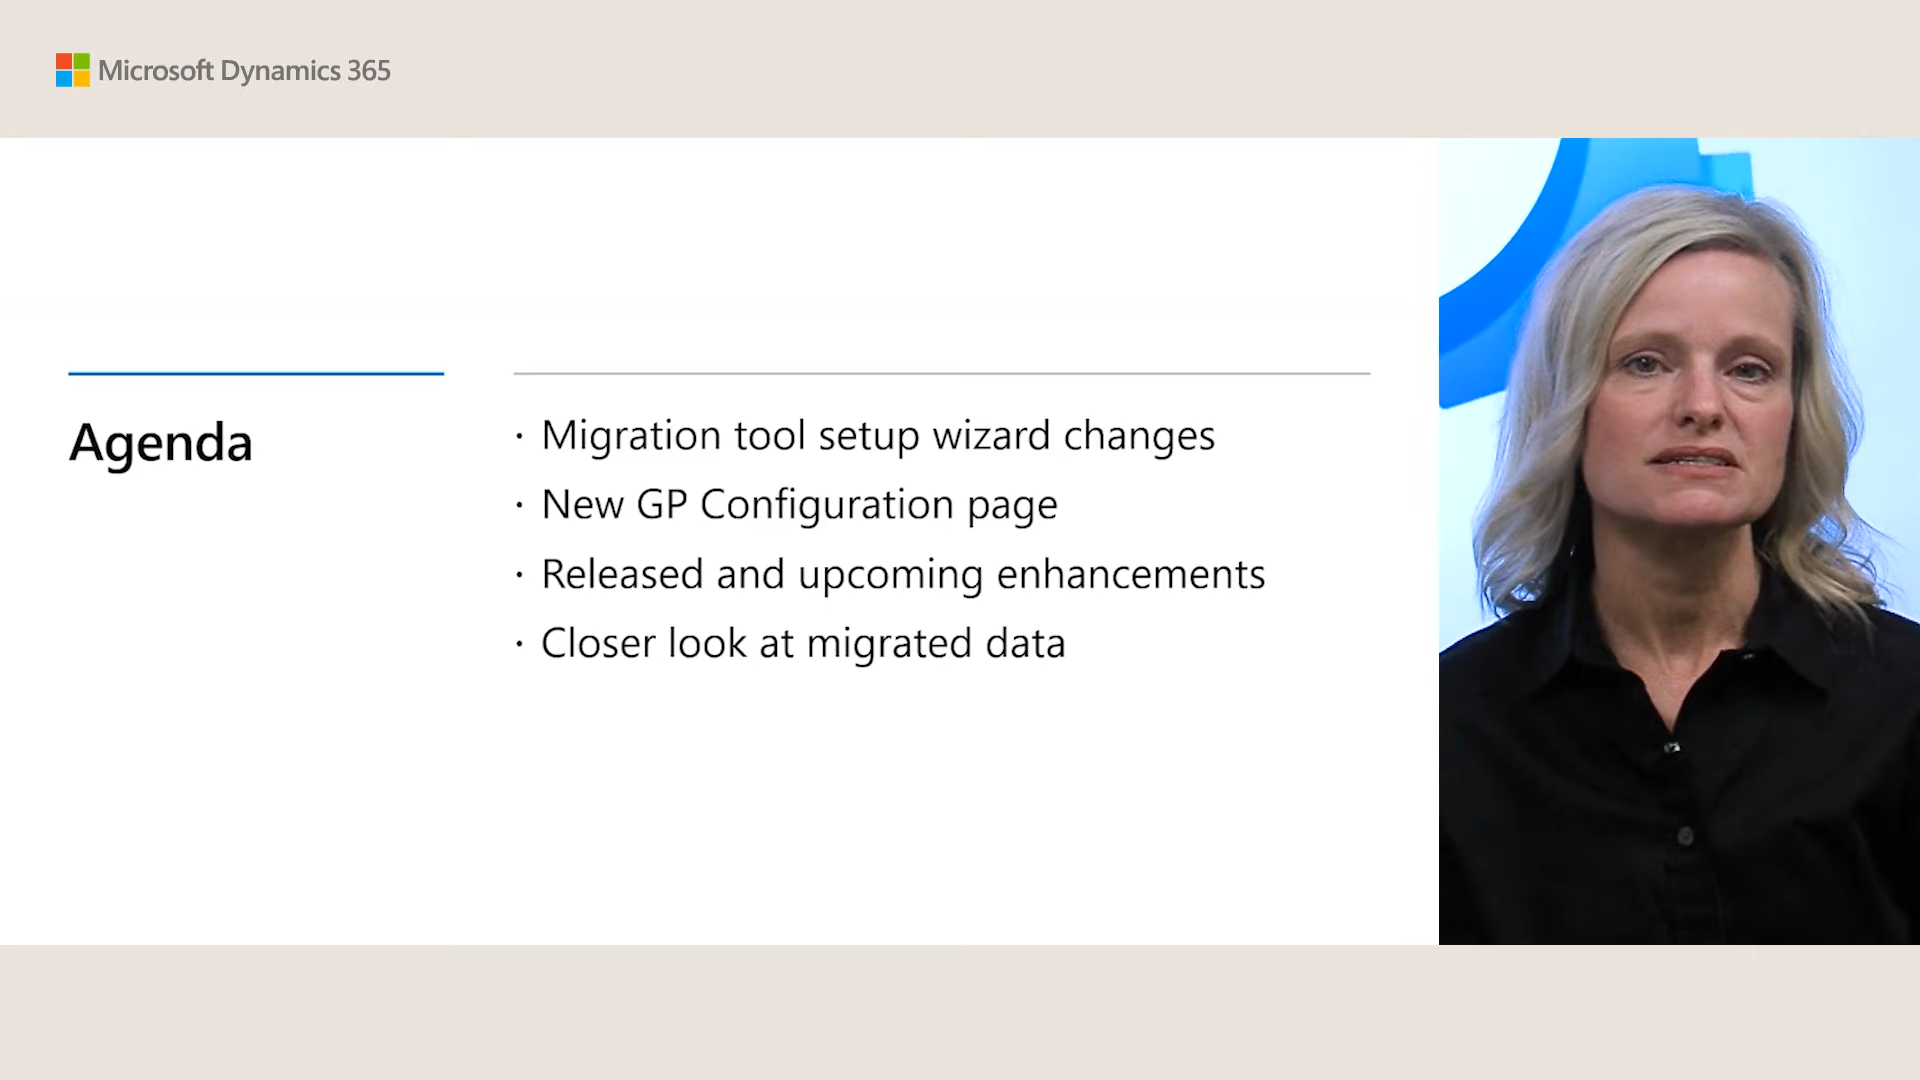 Microsoft Dynamics 365
Agenda
· Migration tool setup wizard changes
· New GP Configuration page
· Released and upcoming enhancements
· Closer look at migrated data